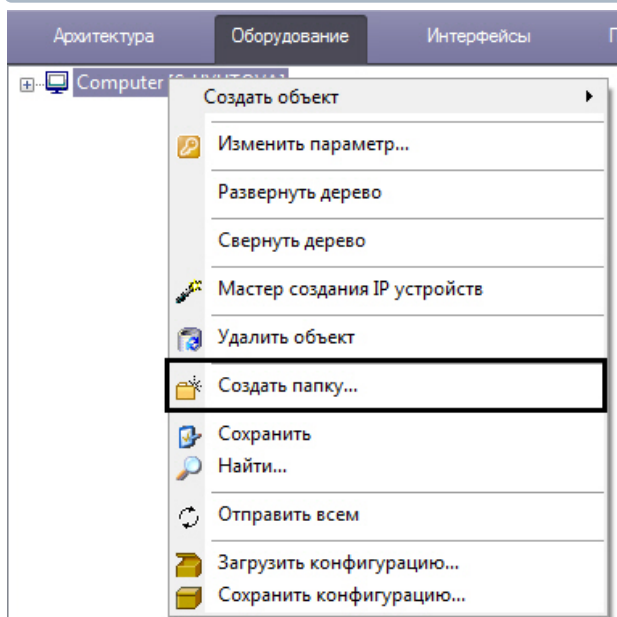 Архитектура Оборудование Интерфейсы
Computer
Создать объект
Изменить параметр...
Развернуть дерево
Свернуть дерево
Мастер создания IP устройств
Удалить объект
Создать папку...
Сохранить
Найти...
Отправить всем
Загрузить конфигурацию...
Сохранить конфигурацию...